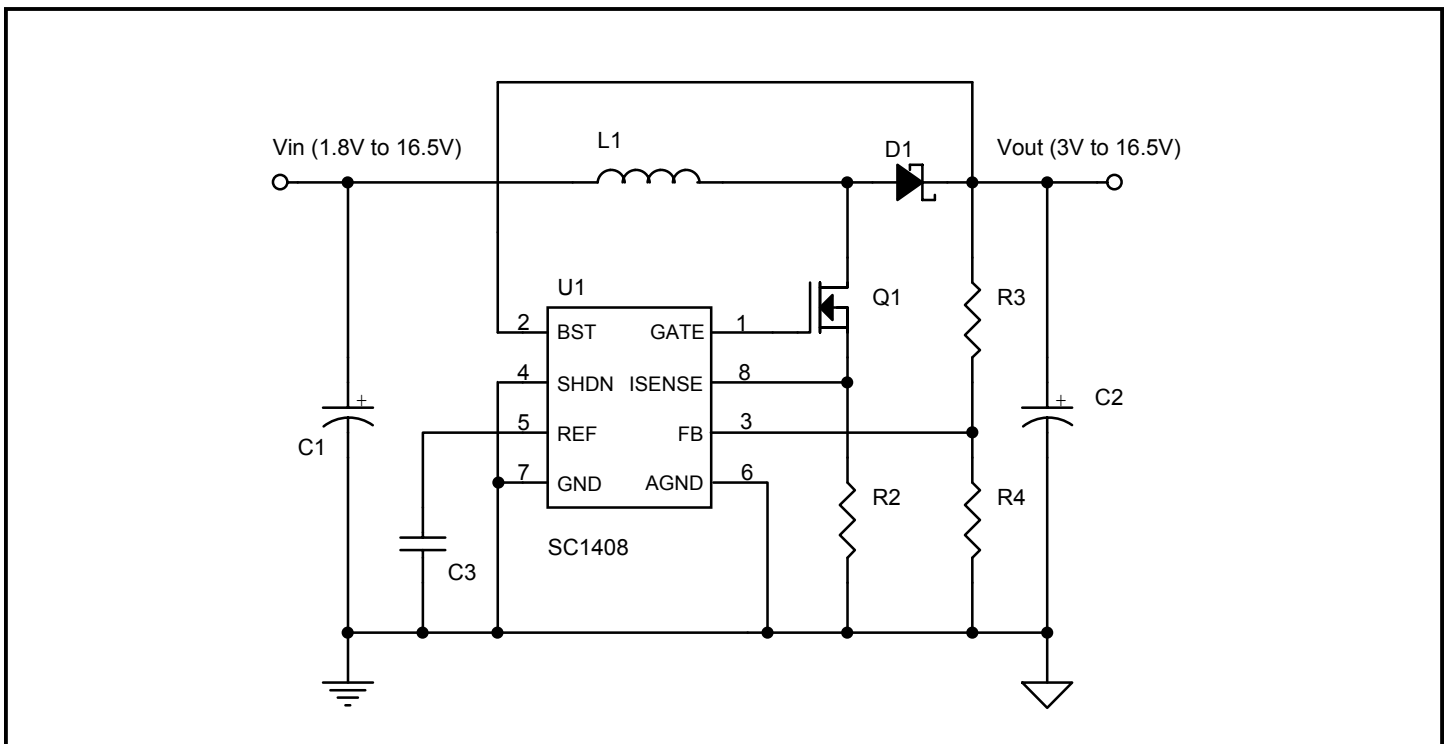 Vin (1.8V to 16.5V)
L1
D1
Vout (3V to 16.5V)
U1
Q1
R3
2
BST
GATE
1
4
SHDN
ISENSE
8
+
C1
5
REF
FB
3
+
C2
7
GND
AGND
6
R2
R4
SC1408
C3